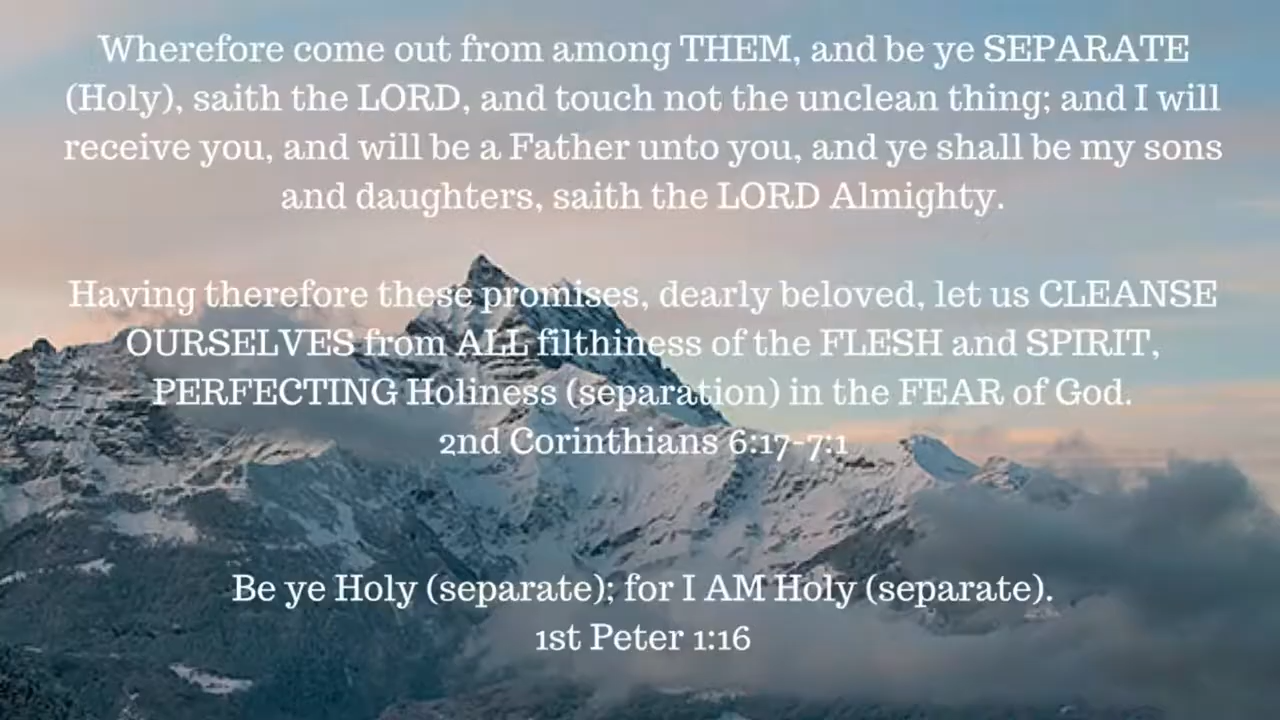 Wherefore come out from among THEM, and be ye SEPARATE
(Holy), saith the LORD, and touch not the unclean thing; and I will
receive you, and will be a Father unto you, and ye shall be my sons
and daughters, saith the LORD Almighty.
Having therefore these promises, dearly beloved, let us CLEANSE
OURSELVES from ALL filthiness of the FLESH and SPIRIT,
PERFECTING Holiness (separation) in the FEAR of God.
2nd Corinthians 6:17-7:1
Be ye Holy (separate); for I AM Holy (separate).
1st Peter 1:16